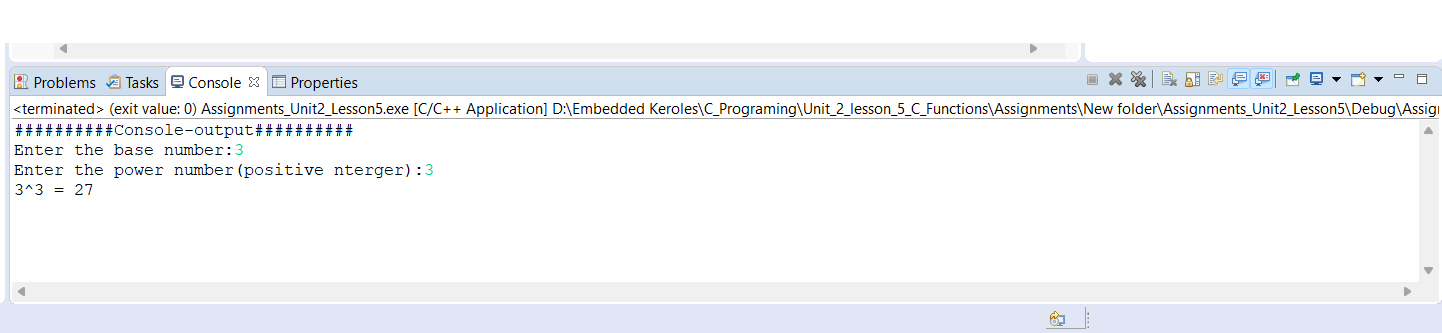 Problems Tasks Console Properties
<terminated> (exit value: 0) Assignments_Unit2_Lesson5.exe [C/C++ Application] D:\Embedded Keroles\C_Programing\Unit_2_lesson_5_C_Functions\Assignments\New folder\Assignments_Unit2_Lesson5\Debug\Assig
##########Console-output##########
Enter the base number:3
Enter the power number(positive nterger):3
3^3 = 27